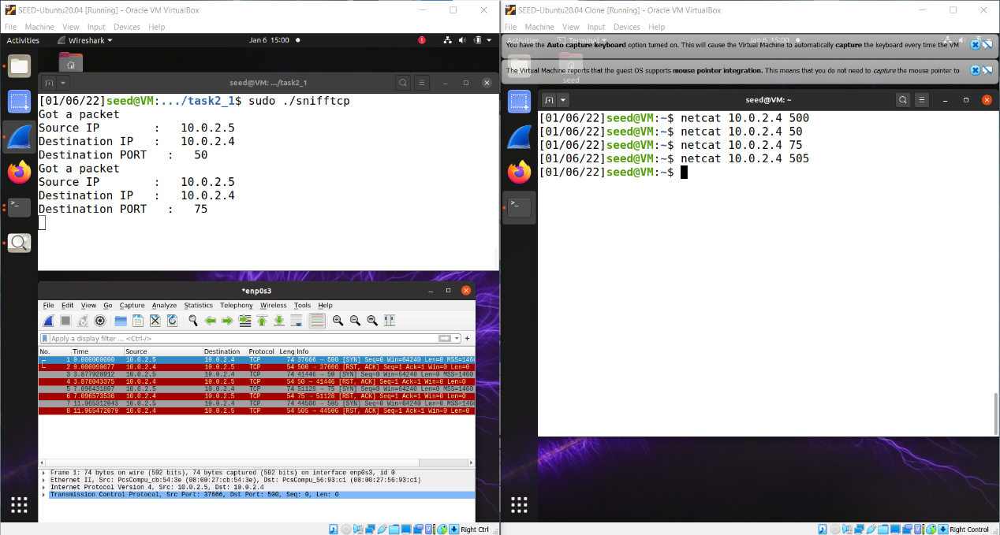 SEED-Ubuntu20.04 [Running] - Oracle VM VirtualBox
File Machine View Input Devices Help
Activities Wireshark Jan 6 15:00
seed@VM: .../task2_1
[01/06/22]seed@VM:.../task2_1$ sudo ./snifftcp
Got a packet
Source IP : 10.0.2.5
Destination IP : 10.0.2.4
Destination PORT : 50
Got a packet
Source IP : 10.0.2.5
Destination IP : 10.0.2.4
Destination PORT : 75
*enp0s3
File Edit View Go Capture Analyze Statistics Telephony Wireless Tools Help
Apply a display filter ... <Ctrl-/>
No. Time Source Destination Protocol Leng Info
1 0.000000000 10.0.2.5 10.0.2.4 TCP 74 37666 → 500 [SYN] Seq=0 Win=64240 Len=0 MSS=1460
2 0.000090077 10.0.2.4 10.0.2.5 TCP 54 500 → 37666 [RST, ACK] Seq=1 Ack=1 Win=0 Len=0
3 3.877928912 10.0.2.5 10.0.2.4 TCP 74 41446 → 50 [SYN] Seq=0 Win=64240 Len=0 MSS=1460
4 3.878043375 10.0.2.4 10.0.2.5 TCP 54 50 → 41446 [RST, ACK] Seq=1 Ack=1 Win=0 Len=0
5 7.096431807 10.0.2.5 10.0.2.4 TCP 74 51128 → 75 [SYN] Seq=0 Win=64240 Len=0 MSS=1460
6 7.096573536 10.0.2.4 10.0.2.5 TCP 54 75 → 51128 [RST, ACK] Seq=1 Ack=1 Win=0 Len=0
7 11.965312043 10.0.2.5 10.0.2.4 TCP 74 44506 → 505 [SYN] Seq=0 Win=64240 Len=0 MSS=146
8 11.965472079 10.0.2.4 10.0.2.5 TCP 54 505 → 44506 [RST, ACK] Seq=1 Ack=1 Win=0 Len=0
Frame 1: 74 bytes on wire (592 bits), 74 bytes captured (592 bits) on interface enp0s3, id 0
Ethernet II, Src: PcsCompu_cb:54:3e (08:00:27:cb:54:3e), Dst: PcsCompu_56:93:c1 (08:00:27:56:93:c1)
Internet Protocol Version 4, Src: 10.0.2.5, Dst: 10.0.2.4
Transmission Control Protocol, Src Port: 37666, Dst Port: 500, Seq: 0, Len: 0
Right Ctrl
SEED-Ubuntu20.04 Clone [Running] - Oracle VM VirtualBox
File Machine View Input Devices Help
Activities Terminal Jan 6 15:00
You have the Auto capture keyboard option turned on. This will cause the Virtual Machine to automatically capture the keyboard every time the VM
The Virtual Machine reports that the guest OS supports mouse pointer integration. This means that you do not need to capture the mouse pointer to
seed
seed@VM: ~
[01/06/22]seed@VM:~$ netcat 10.0.2.4 500
[01/06/22]seed@VM:~$ netcat 10.0.2.4 50
[01/06/22]seed@VM:~$ netcat 10.0.2.4 75
[01/06/22]seed@VM:~$ netcat 10.0.2.4 505
[01/06/22]seed@VM:~$
Right Control